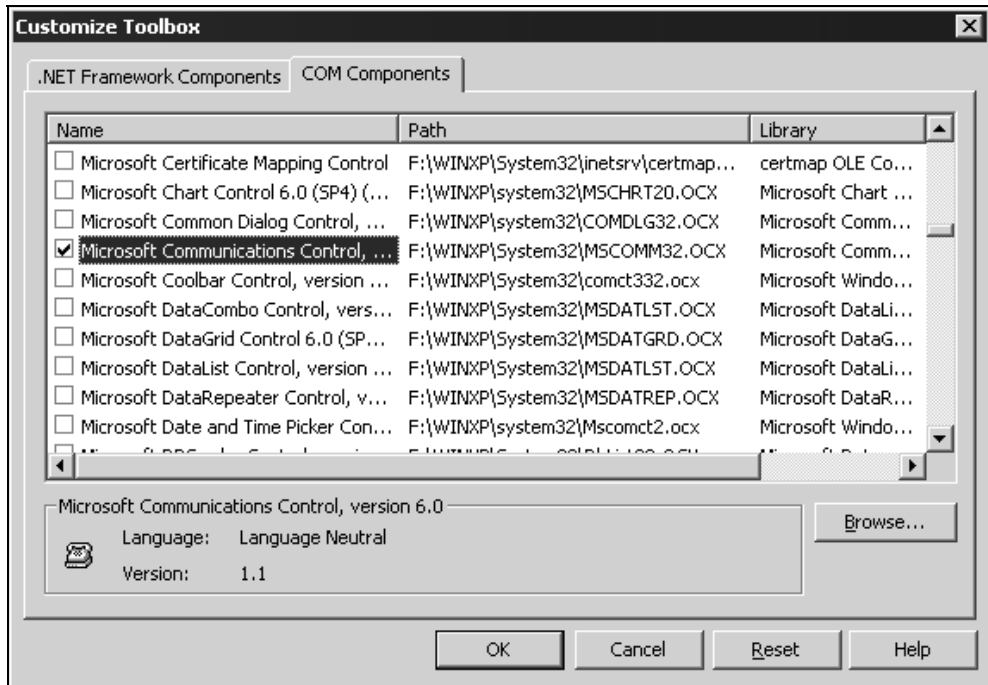 Customize Toolbox
.NET Framework Components COM Components
Name Path Library
Microsoft Certificate Mapping Control F:\WINXP\System32\inetsrv\certmap... certmap OLE Co...
Microsoft Chart Control 6.0 (SP4) (... F:\WINXP\system32\MSCHRT20.OCX Microsoft Chart ...
Microsoft Common Dialog Control, ... F:\WINXP\System32\COMDLG32.OCX Microsoft Comm...
Microsoft Communications Control, ... F:\WINXP\System32\MSCOMM32.OCX Microsoft Comm...
Microsoft Coolbar Control, version ... F:\WINXP\System32\comct332.ocx Microsoft Windo...
Microsoft DataCombo Control, vers... F:\WINXP\System32\MSDATLST.OCX Microsoft DataLi...
Microsoft DataGrid Control 6.0 (SP... F:\WINXP\System32\MSDATGRD.OCX Microsoft DataG...
Microsoft DataList Control, version ... F:\WINXP\System32\MSDATLST.OCX Microsoft DataLi...
Microsoft DataRepeater Control, v... F:\WINXP\System32\MSDATREP.OCX Microsoft DataR...
Microsoft Date and Time Picker Con... F:\WINXP\system32\Mscomct2.ocx Microsoft Windo...
Microsoft Communications Control, version 6.0
Language: Language Neutral
Version: 1.1
Browse...
OK Cancel Reset Help